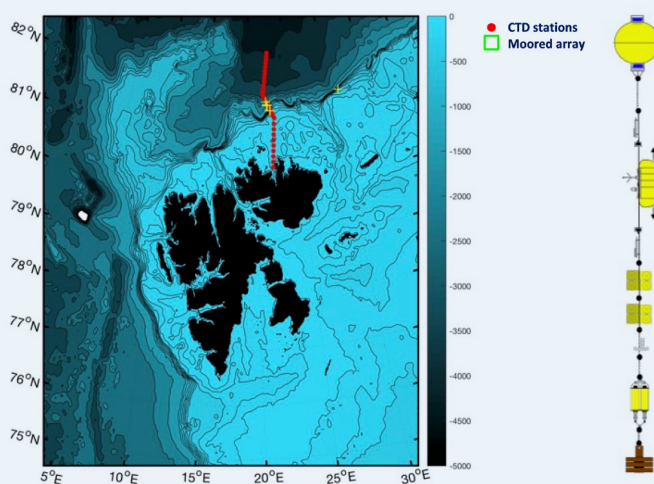 CTD stations
Moored array
82°N
81°N
80°N
79°N
78°N
77°N
76°N
75°N
5°E
10°E
15°E
20°E
25°E
30°E
0
-500
-1000
-1500
-2000
-2500
-3000
-3500
-4000
-4500
-5000